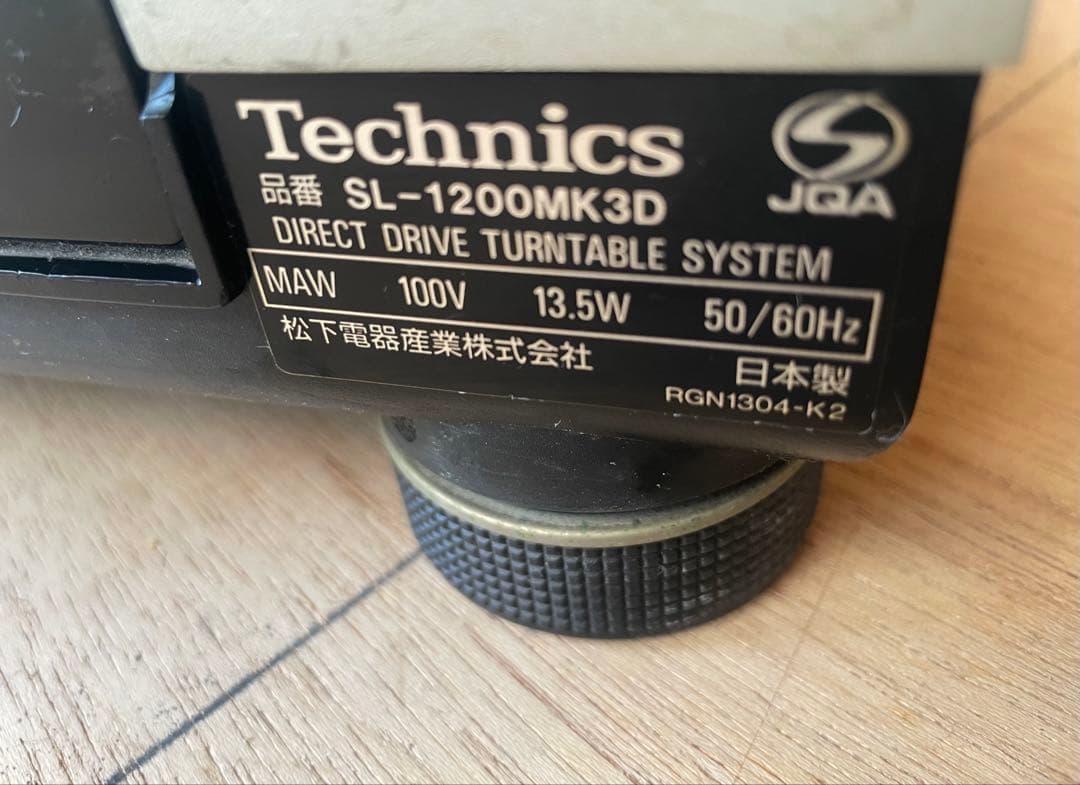 Technics
JQA
品番 SL-1200MK3D
DIRECT DRIVE TURNTABLE SYSTEM
MAW 100V 13.5W 50/60Hz
松下電器産業株式会社
日本製
RGN1304-K2